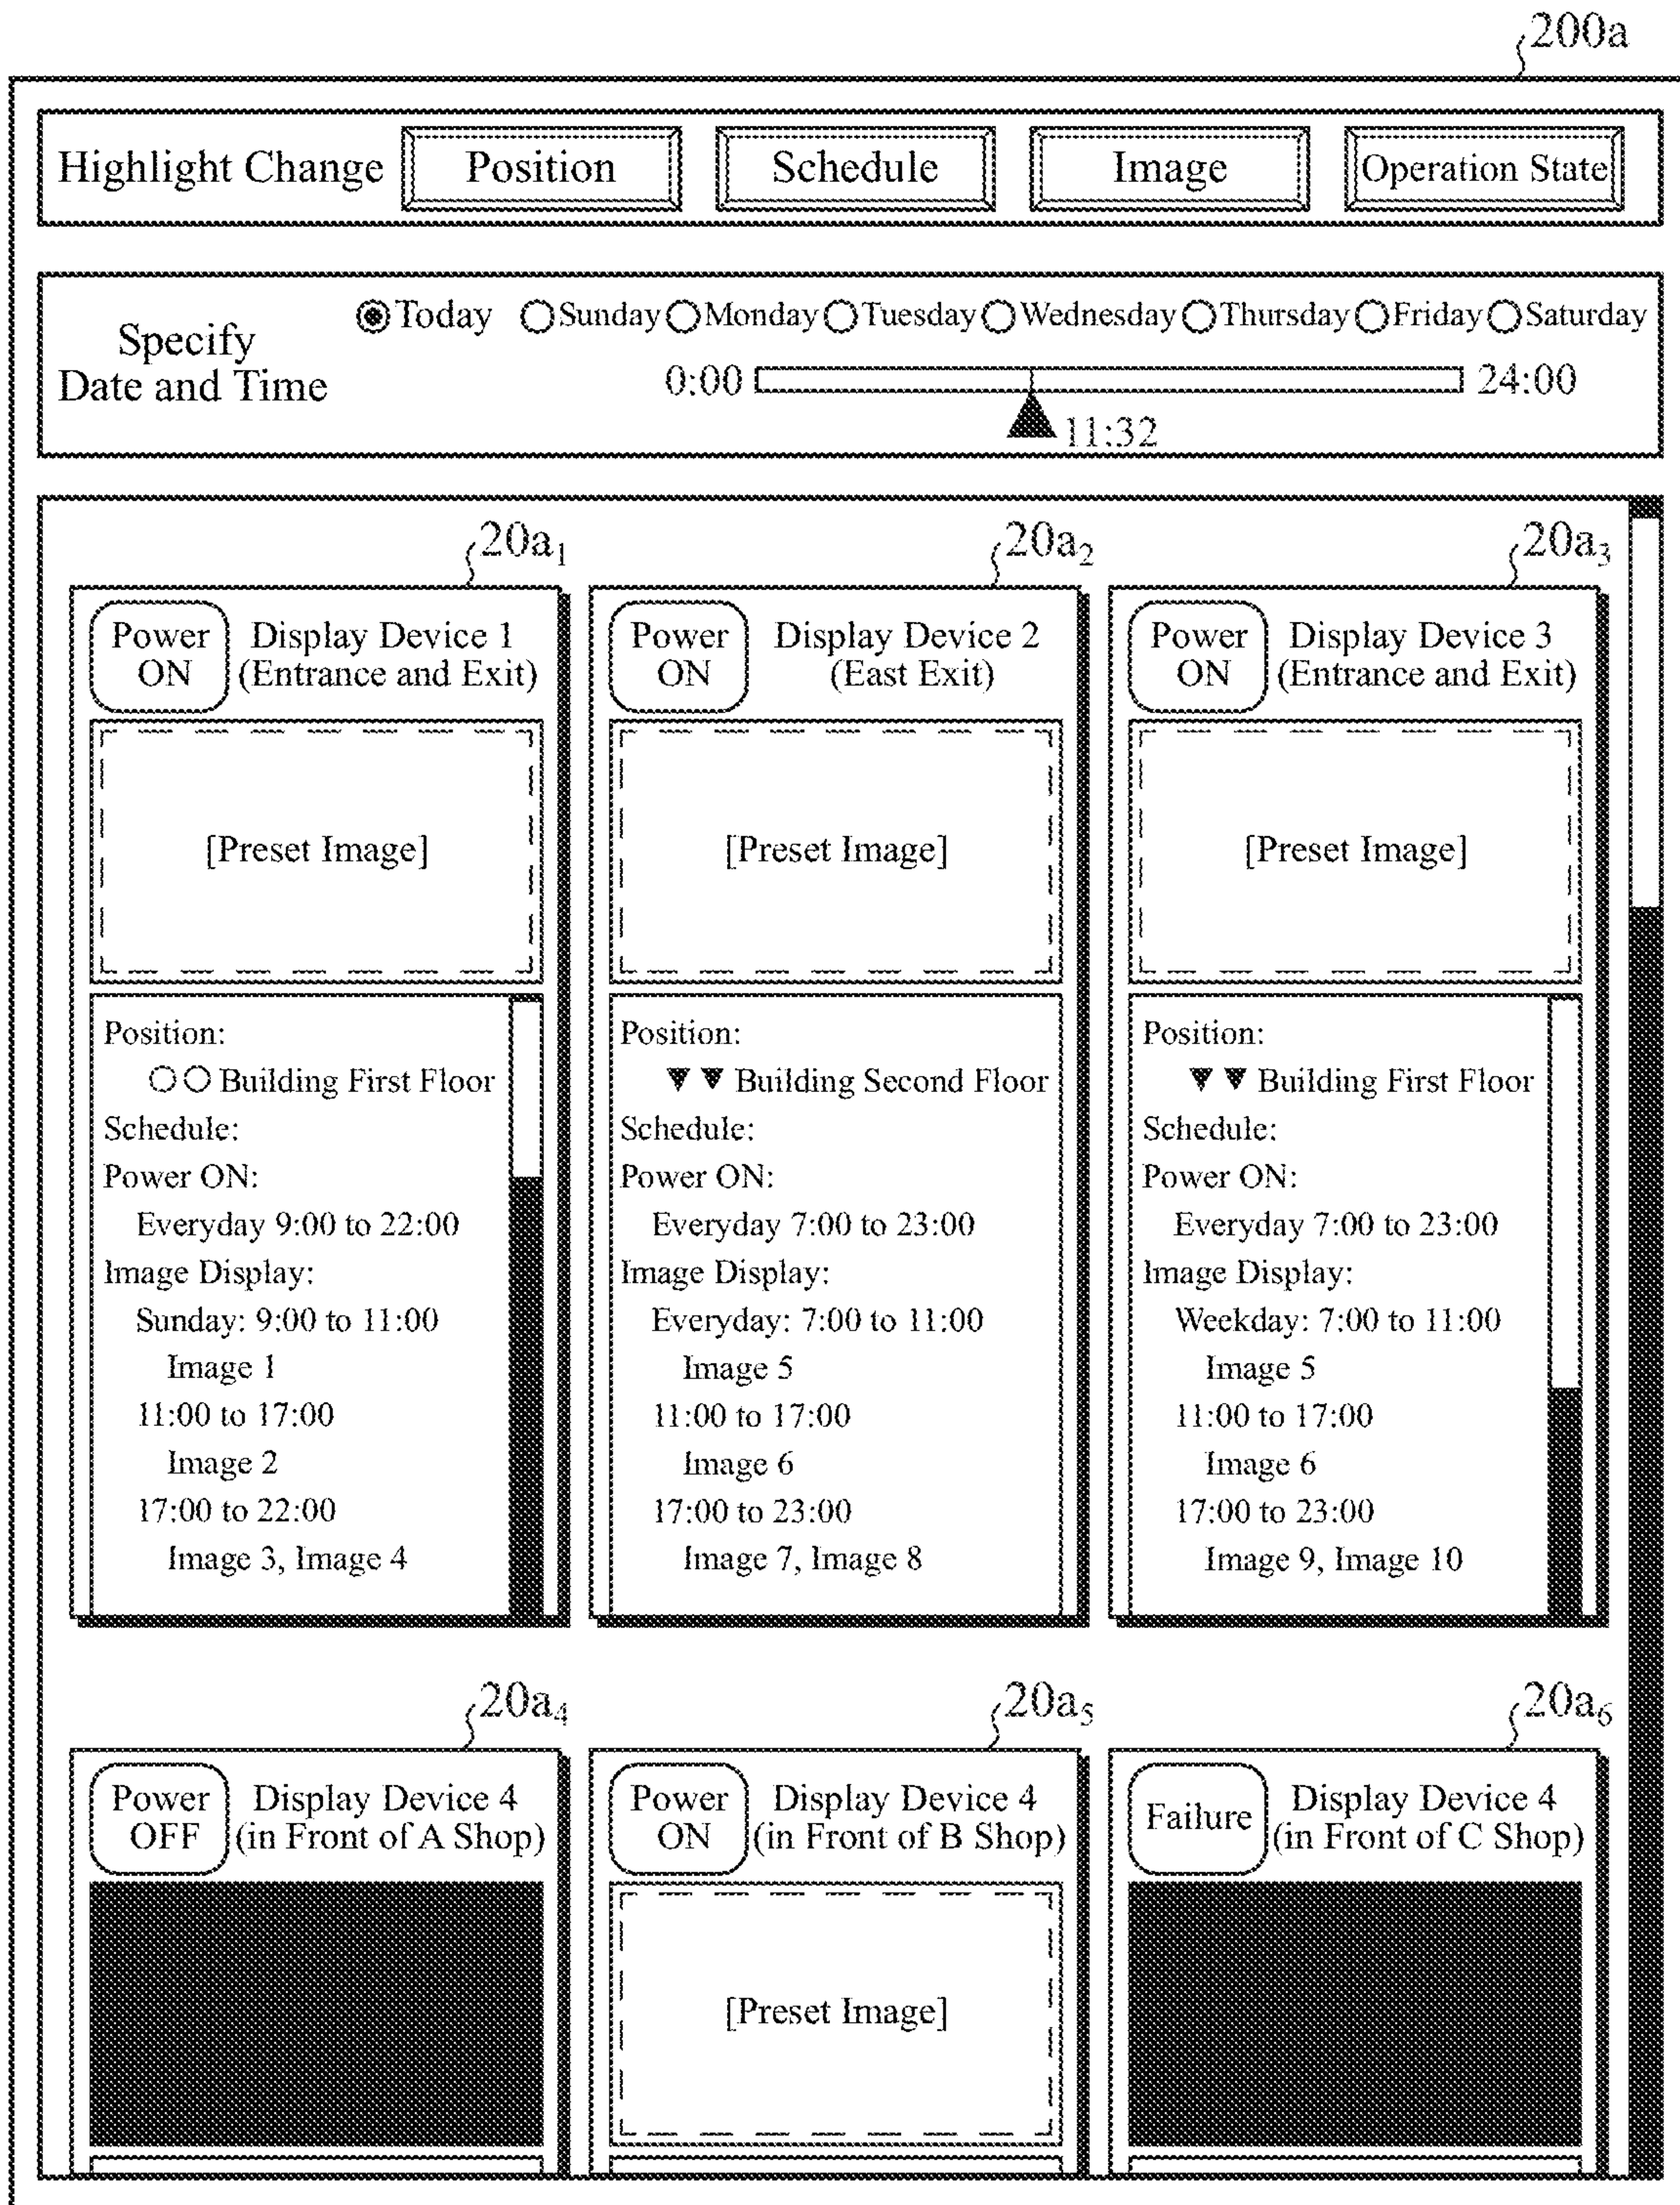 200a
Highlight Change Position Schedule Image Operation State
Today Sunday Monday Tuesday Wednesday Thursday Friday Saturday
Specify
Date and Time
0:00 24:00
11:32
20a1 20a2 20a3
Power
ON
Display Device 1
(Entrance and Exit)
[Preset Image]
Position:
○○ Building First Floor
Schedule:
Power ON:
Everyday 9:00 to 22:00
Image Display:
Sunday: 9:00 to 11:00
Image 1
11:00 to 17:00
Image 2
17:00 to 22:00
Image 3, Image 4
Power
ON
Display Device 2
(East Exit)
[Preset Image]
Position:
▼▼ Building Second Floor
Schedule:
Power ON:
Everyday 7:00 to 23:00
Image Display:
Everyday: 7:00 to 11:00
Image 5
11:00 to 17:00
Image 6
17:00 to 23:00
Image 7, Image 8
Power
ON
Display Device 3
(Entrance and Exit)
[Preset Image]
Position:
▼▼ Building First Floor
Schedule:
Power ON:
Everyday 7:00 to 23:00
Image Display:
Weekday: 7:00 to 11:00
Image 5
11:00 to 17:00
Image 6
17:00 to 23:00
Image 9, Image 10
20a4 20a5 20a6
Power
OFF
Display Device 4
(in Front of A Shop)
Power
ON
Display Device 4
(in Front of B Shop)
[Preset Image]
Failure
Display Device 4
(in Front of C Shop)